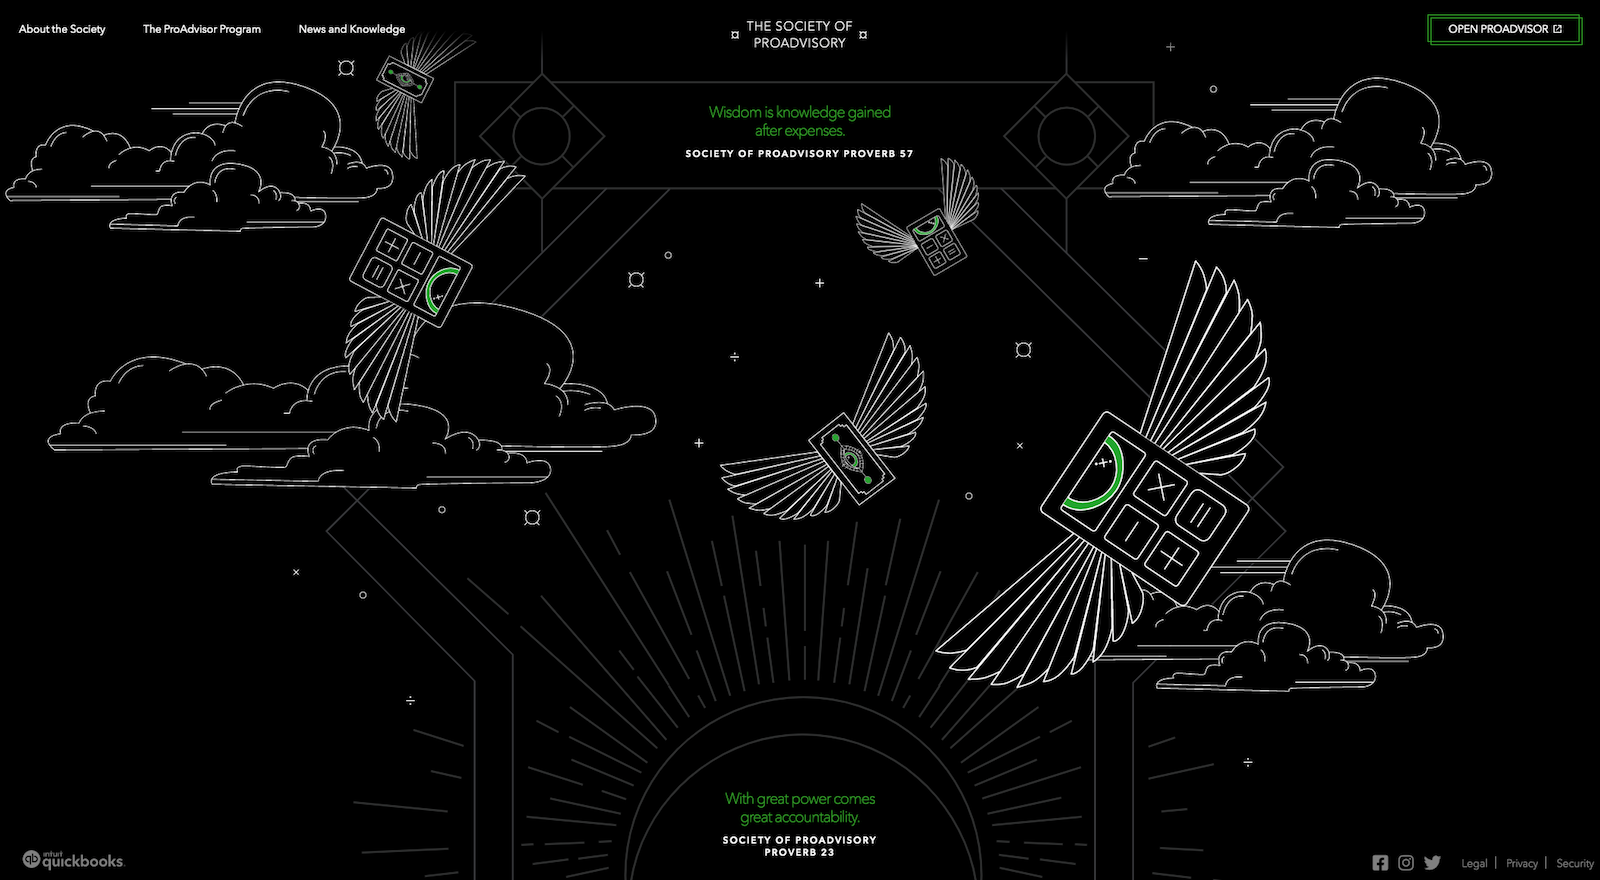 About the Society
The ProAdvisor Program
News and Knowledge
THE SOCIETY OF
PROADVISORY
OPEN PROADVISOR
Wisdom is knowledge gained
after expenses.
SOCIETY OF PROADVISORY PROVERB 57
With great power comes
great accountability.
SOCIETY OF PROADVISORY
PROVERB 23
intuit
quickbooks.
Legal | Privacy | Security